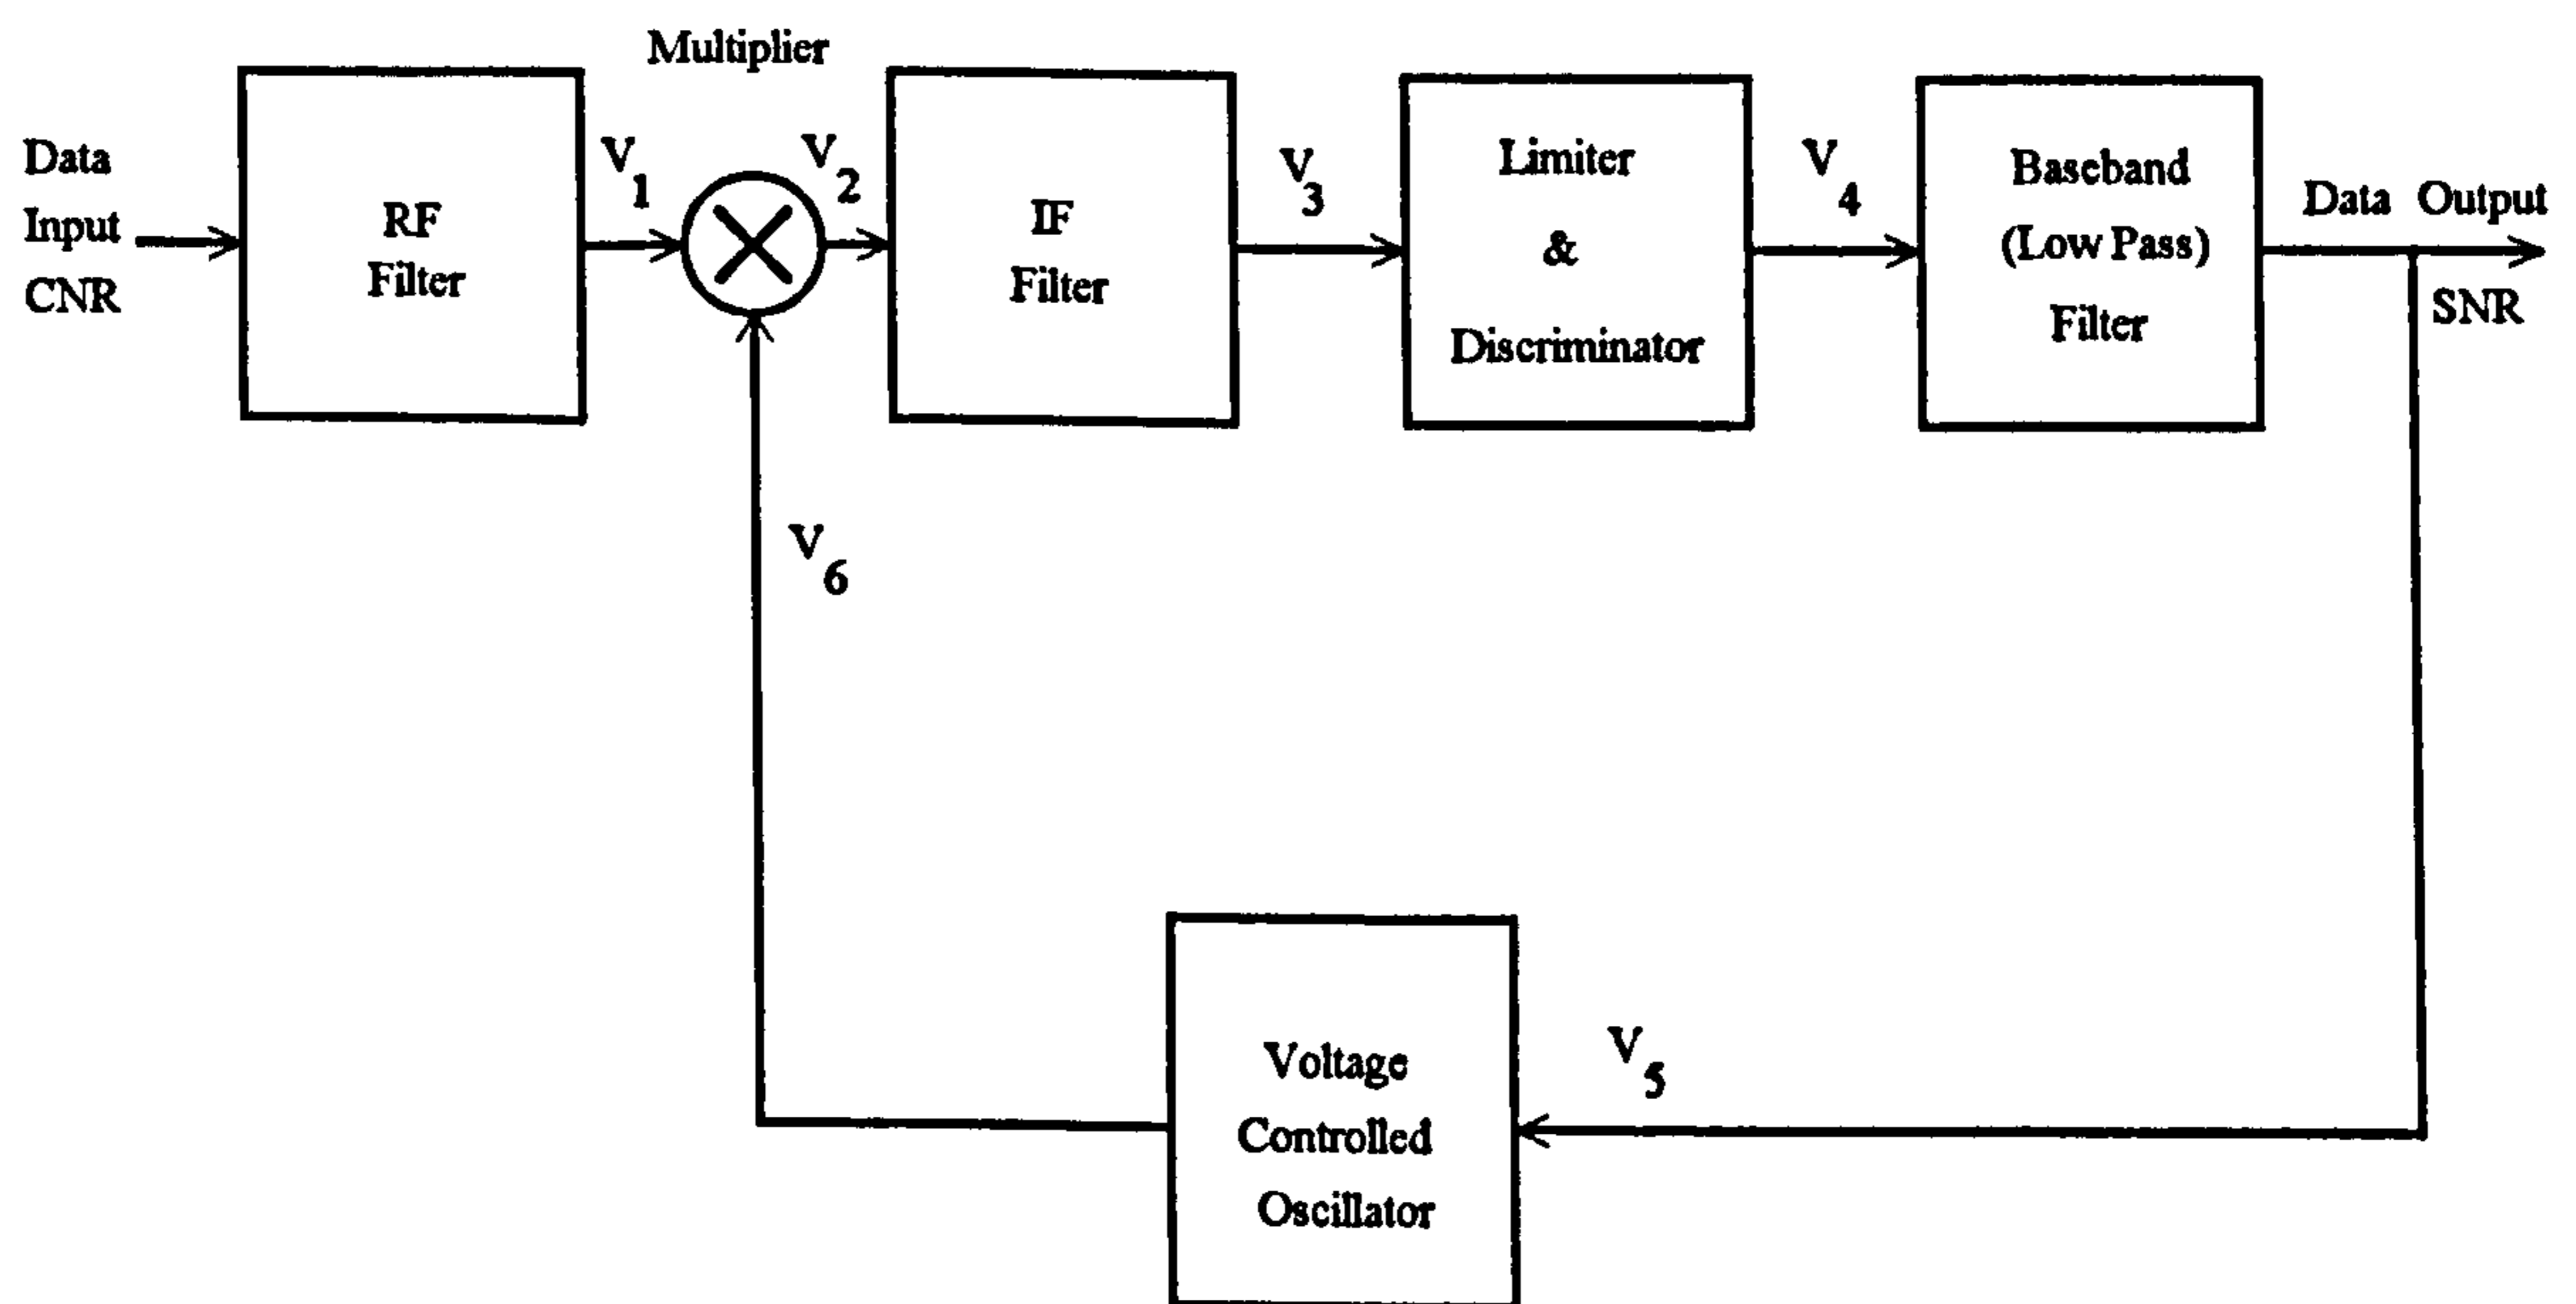 Multiplier
Data
Input
CNR
RF
Filter
V1
V2
IF
Filter
V3
Limiter
&
Discriminator
V4
Baseband
(Low Pass)
Filter
Data Output
SNR
V6
Voltage
Controlled
Oscillator
V5